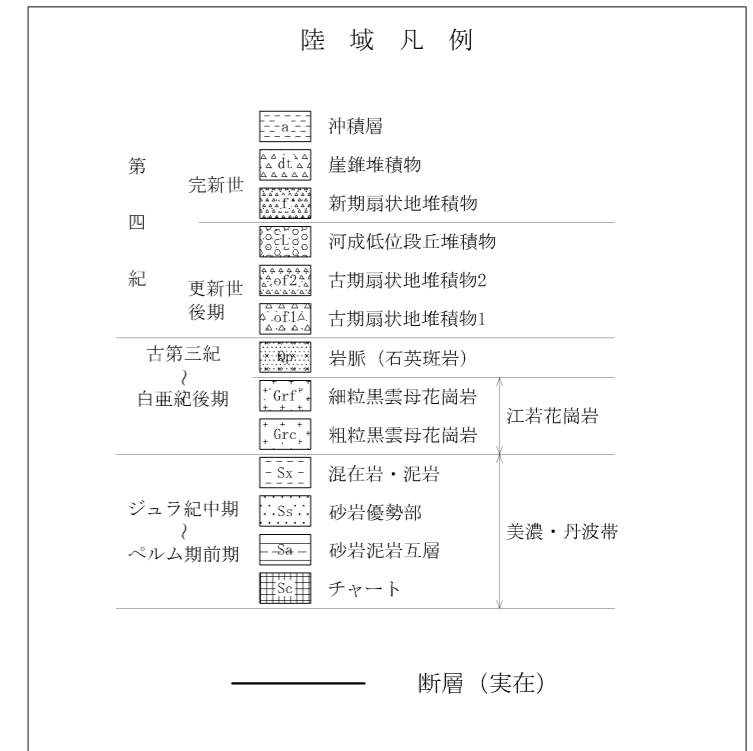 陸域凡例
第四紀
完新世
a 沖積層
dt 崖錐堆積物
f 新期扇状地堆積物
更新世
後期
cl 河成低位段丘堆積物
of2 古期扇状地堆積物2
of1 古期扇状地堆積物1
古第三紀
~
白亜紀後期
Qp 岩脈（石英斑岩）
Grf 細粒黒雲母花崗岩
Grc 粗粒黒雲母花崗岩
江若花崗岩
ジュラ紀中期
~
ペルム期前期
Sx 混在岩・泥岩
Ss 砂岩優勢部
Sa 砂岩泥岩互層
Sc チャート
美濃・丹波帯
断層（実在）